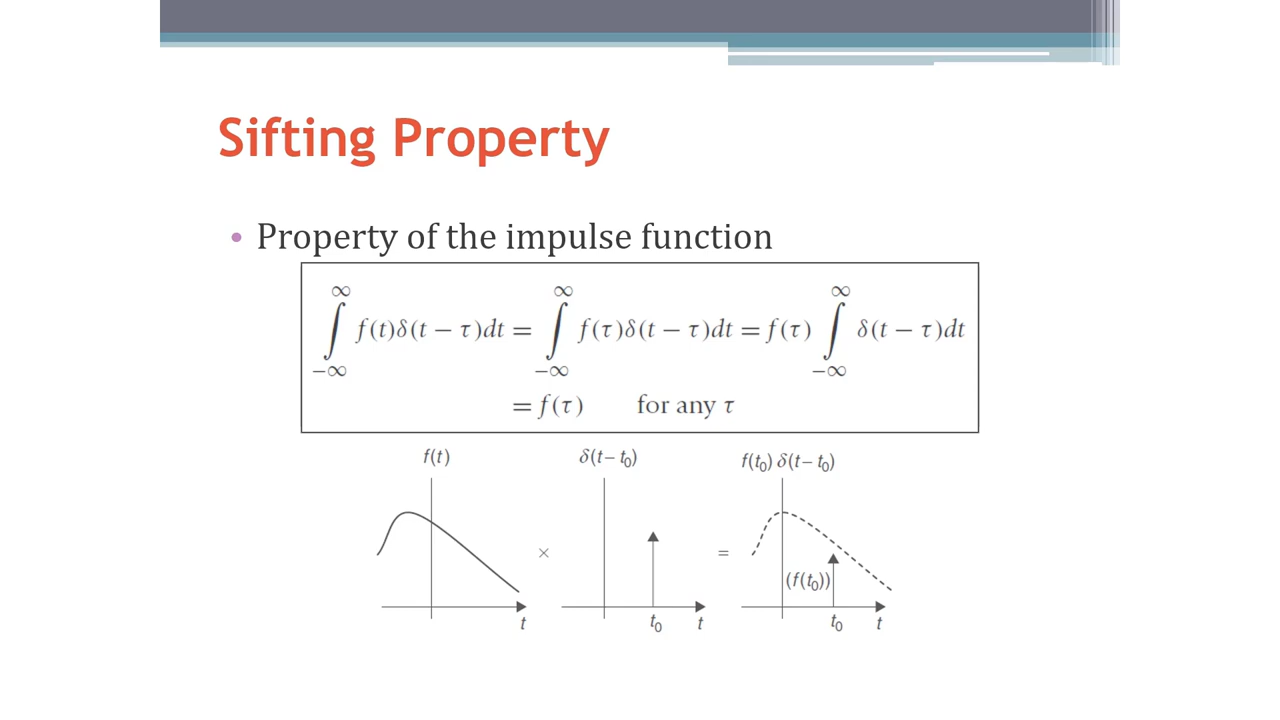 Sifting Property
• Property of the impulse function
∫_{−∞}^{∞} f(t)δ(t − τ)dt = ∫_{−∞}^{∞} f(τ)δ(t − τ)dt = f(τ) ∫_{−∞}^{∞} δ(t − τ)dt
= f(τ) for any τ
f(t) δ(t− t₀) f(t₀) δ(t− t₀)
× =
(f(t₀))
t t₀ t t₀ t